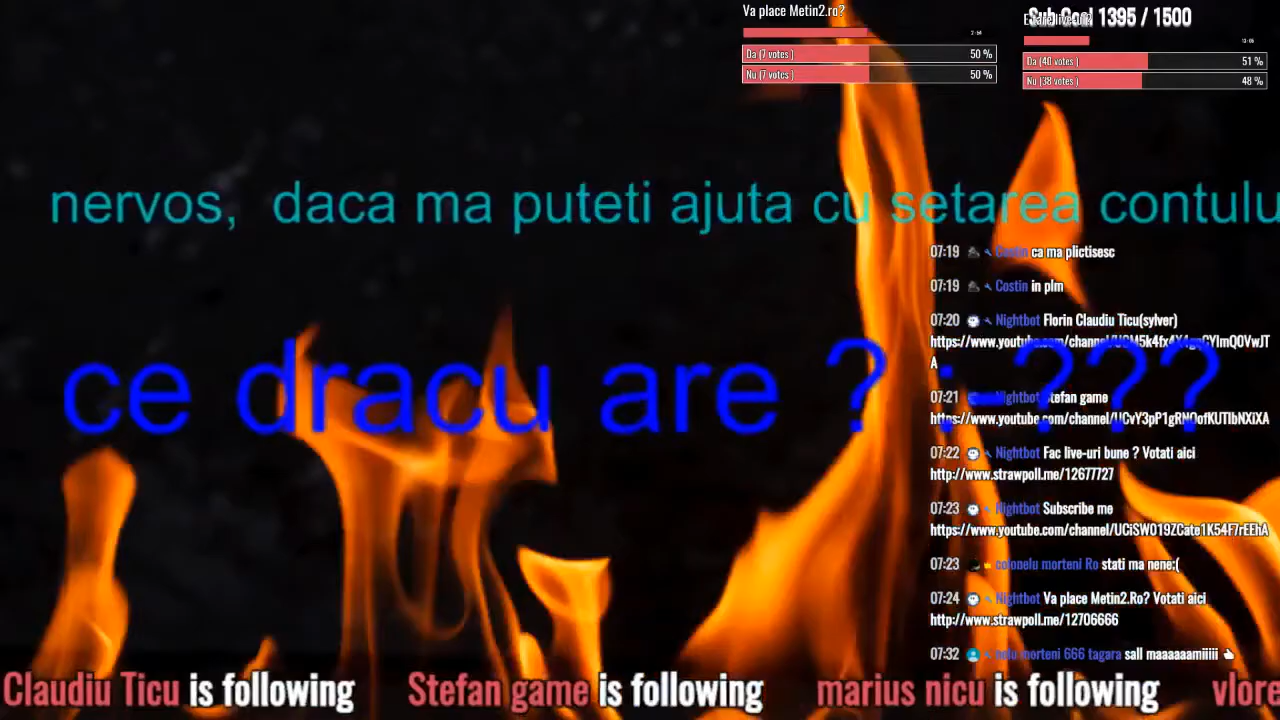 Va place Metin2.ro?
Da (7 votes )
50 %
Nu (7 votes )
50 %
Sub Goal 1395 / 1500
Da (40 votes )
51 %
Nu (38 votes )
48 %
nervos, daca ma puteti ajuta cu setarea contulu
ce dracu are ? : ???
07:19 Costin ca ma plictisesc
07:19 Costin in plm
07:20 Nightbot Florin Claudiu Ticu(sylver)
A
07:21 Nightbot Stefan game
https://www.youtube.com/channel/UCvY3pP1gRNOofKUTlbNXiXA
07:22 Nightbot Fac live-uri bune ? Votati aici
http://www.strawpoll.me/12677727
07:23 Nightbot Subscribe me
https://www.youtube.com/channel/UCiSWO19ZCate1K54F7rEEhA
07:23 colonelu morteni Ro stati ma nene:(
07:24 Nightbot Va place Metin2.Ro? Votati aici
http://www.strawpoll.me/12706666
07:32 morteni 666 tagara sall maaaaaamiiiii
Claudiu Ticu is following Stefan game is following marius nicu is following vlore